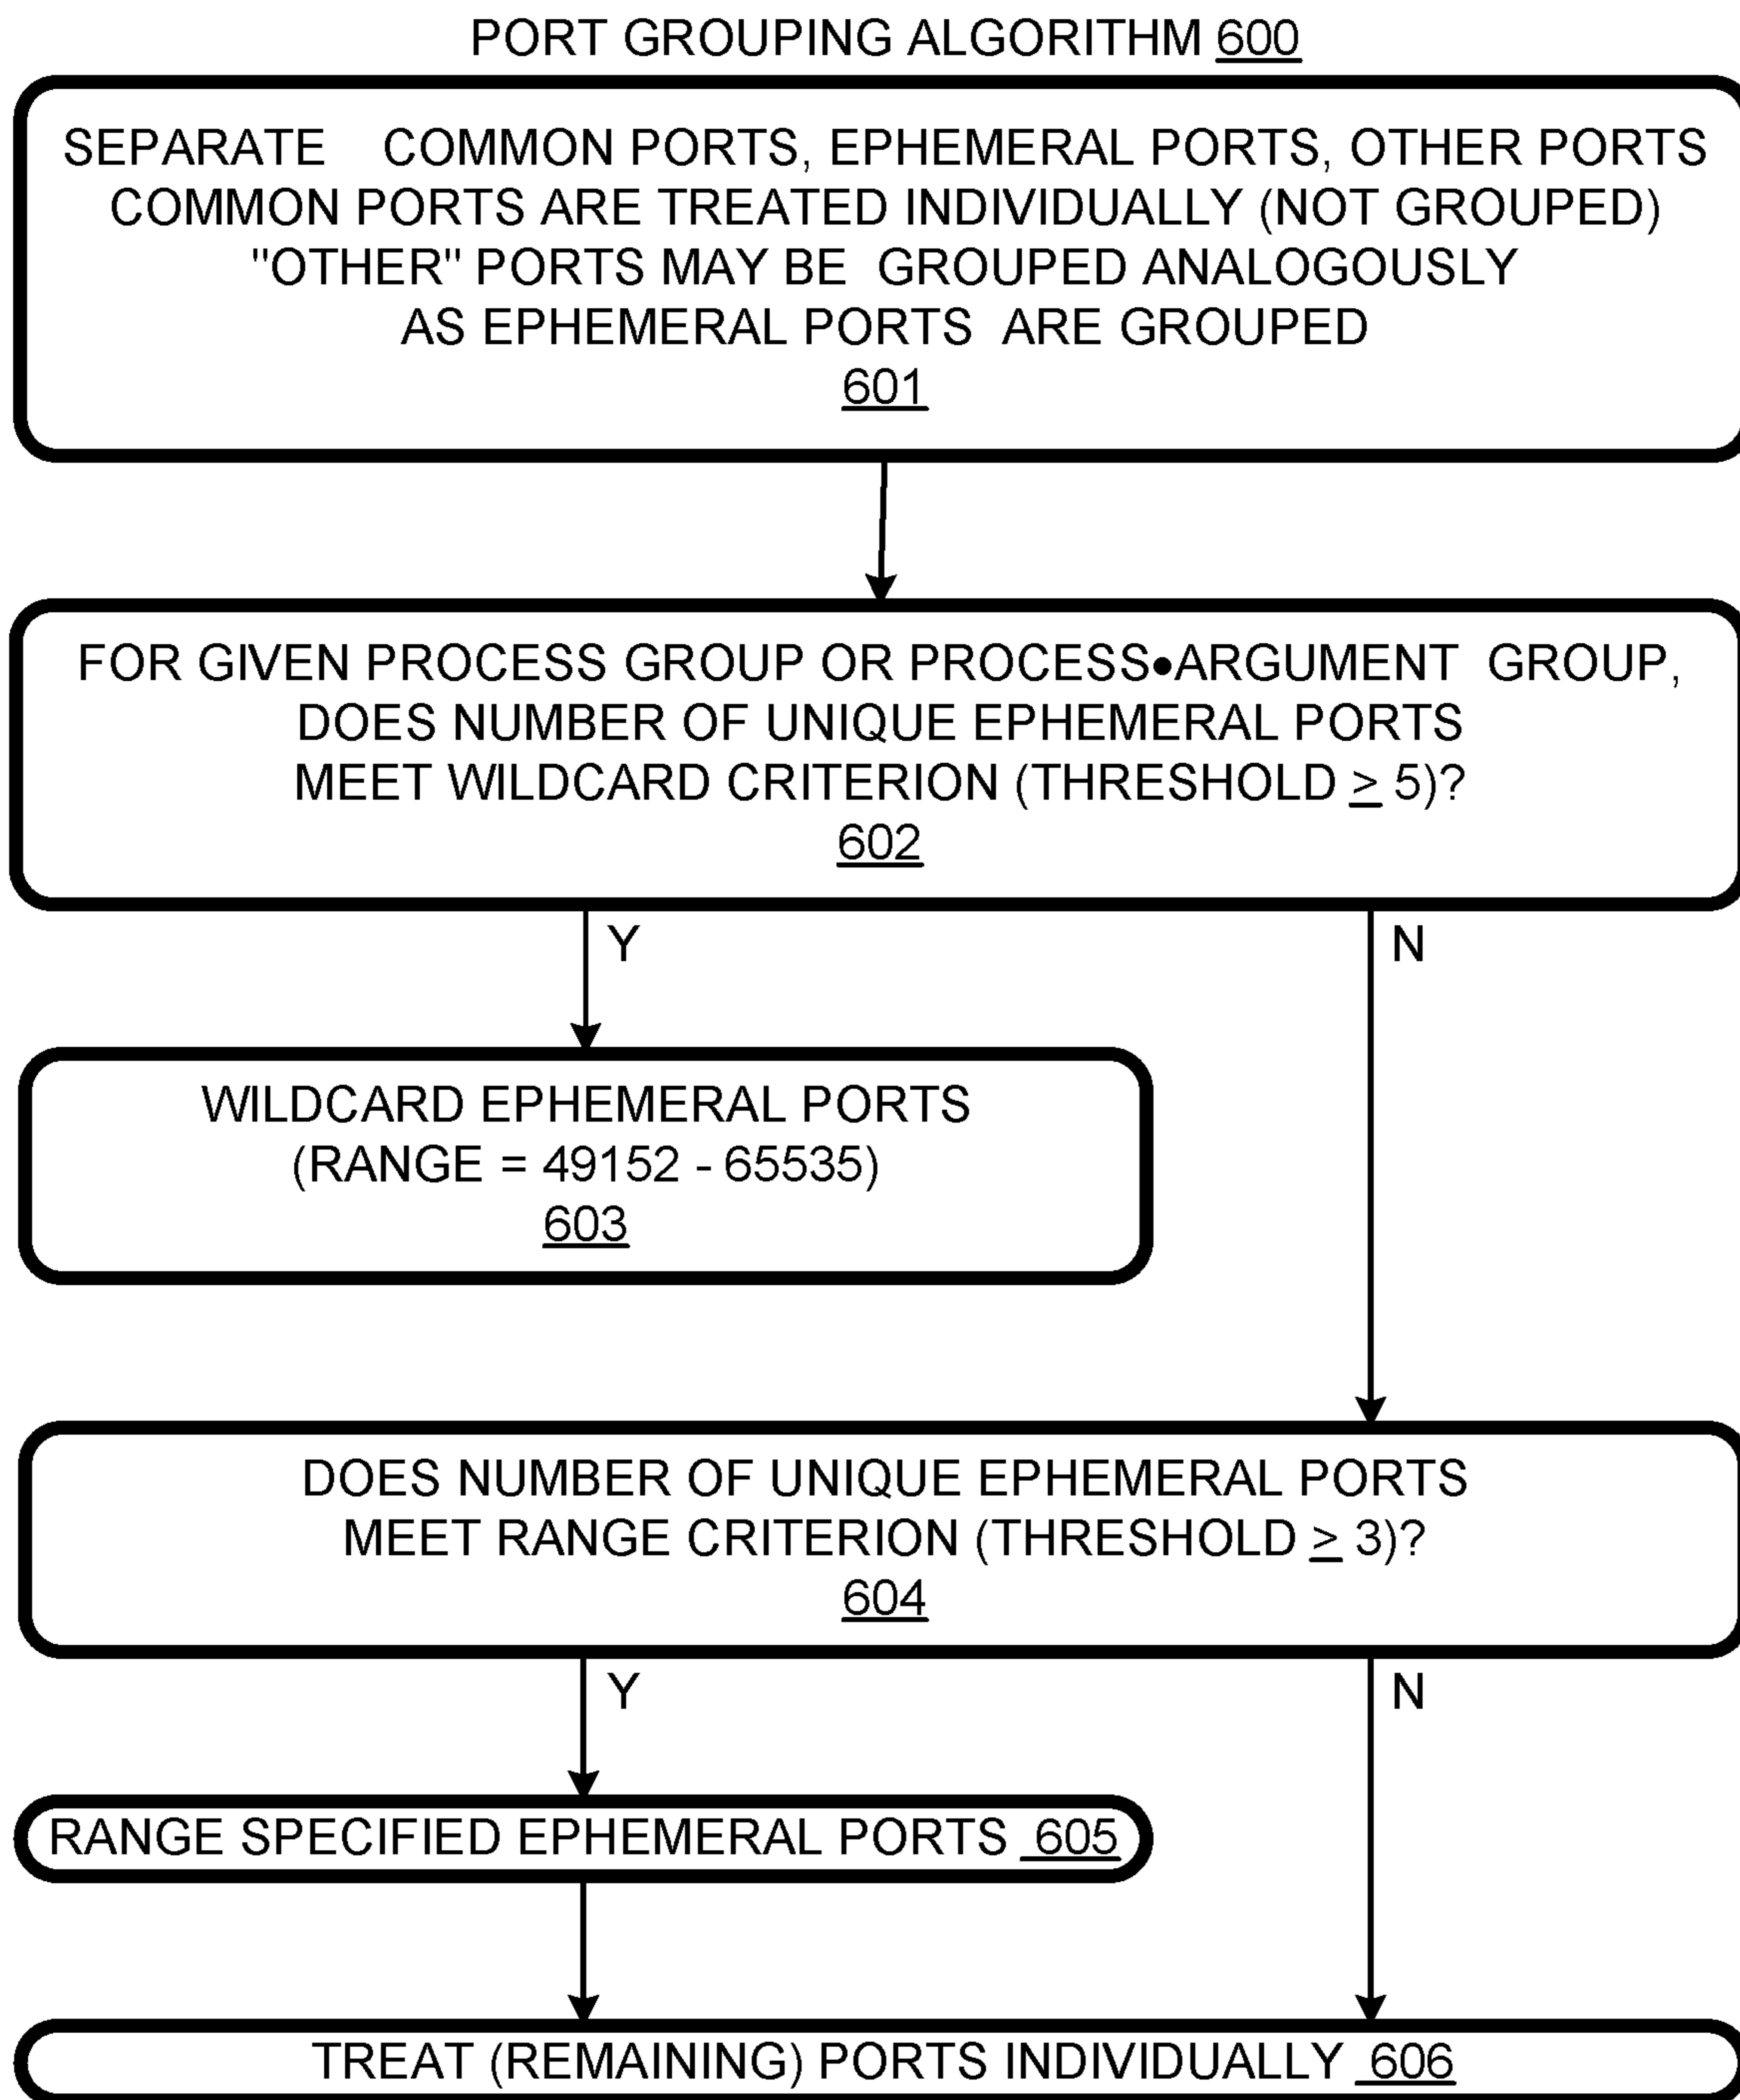 PORT GROUPING ALGORITHM 600
SEPARATE COMMON PORTS, EPHEMERAL PORTS, OTHER PORTS
COMMON PORTS ARE TREATED INDIVIDUALLY (NOT GROUPED)
"OTHER" PORTS MAY BE GROUPED ANALOGOUSLY
AS EPHEMERAL PORTS ARE GROUPED
601
FOR GIVEN PROCESS GROUP OR PROCESS•ARGUMENT GROUP,
DOES NUMBER OF UNIQUE EPHEMERAL PORTS
MEET WILDCARD CRITERION (THRESHOLD ≥ 5)?
602
Y
N
WILDCARD EPHEMERAL PORTS
(RANGE = 49152 - 65535)
603
DOES NUMBER OF UNIQUE EPHEMERAL PORTS
MEET RANGE CRITERION (THRESHOLD ≥ 3)?
604
Y
N
RANGE SPECIFIED EPHEMERAL PORTS 605
TREAT (REMAINING) PORTS INDIVIDUALLY 606